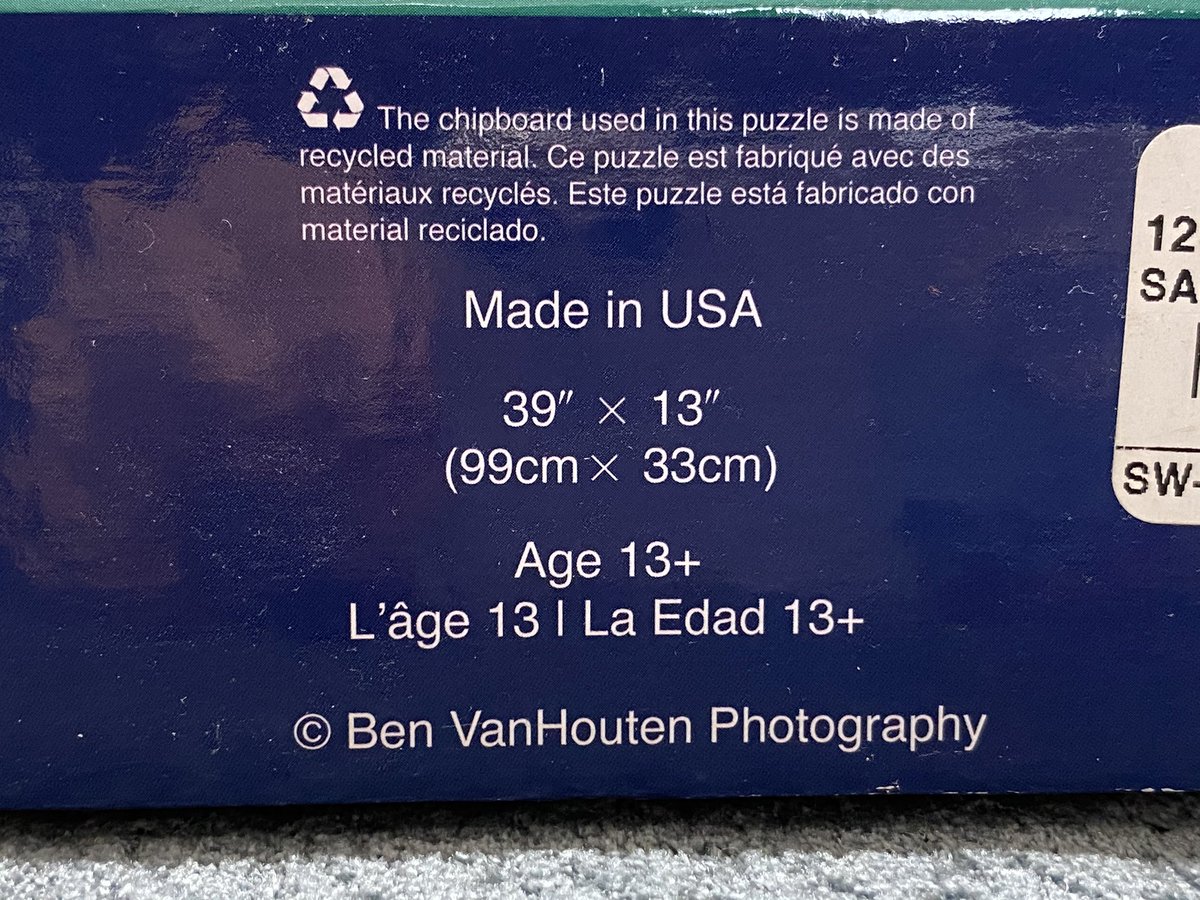 The chipboard used in this puzzle is made of
recycled material. Ce puzzle est fabriqué avec des
matériaux recyclés. Este puzzle está fabricado con
material reciclado.
Made in USA
39″ × 13″
(99cm × 33cm)
Age 13+
L'âge 13 | La Edad 13+
© Ben VanHouten Photography
12
SA
SW-